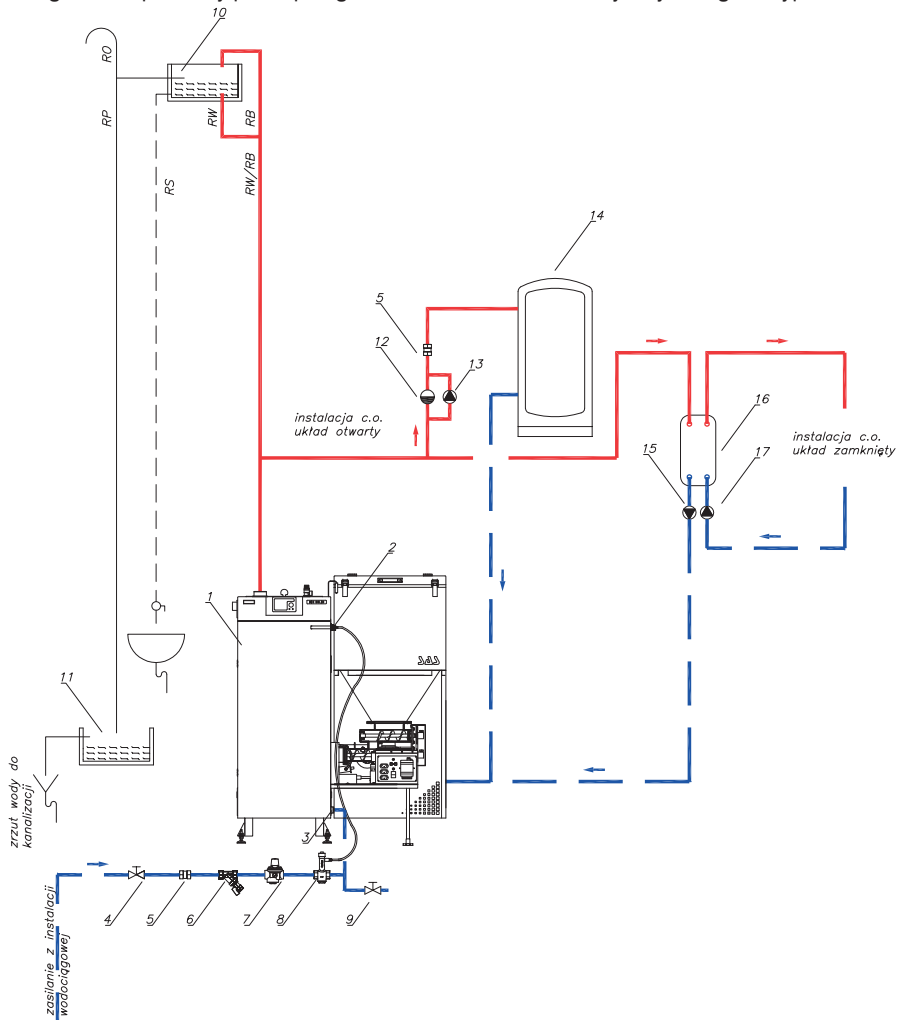 10
RO
RP
RW
RB
RS
RW/RB
14
5
12
13
instalacja c.o.
układ otwarty
16
instalacja c.o.
układ zamknięty
15
17
2
1
SAS
11
zrzut wody do
kanalizacji
3
4
5
6
7
8
9
zasilanie z instalacji
wodociągowej